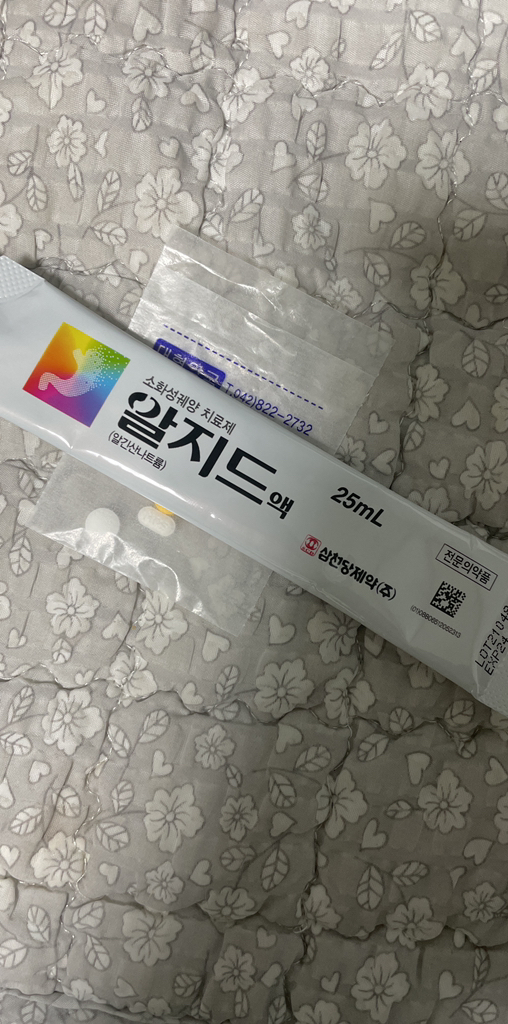 T.042)822-2732
소화성궤양 치료제
알지드액
(알긴산나트륨)
25mL
삼천당제약(주)
전문의약품